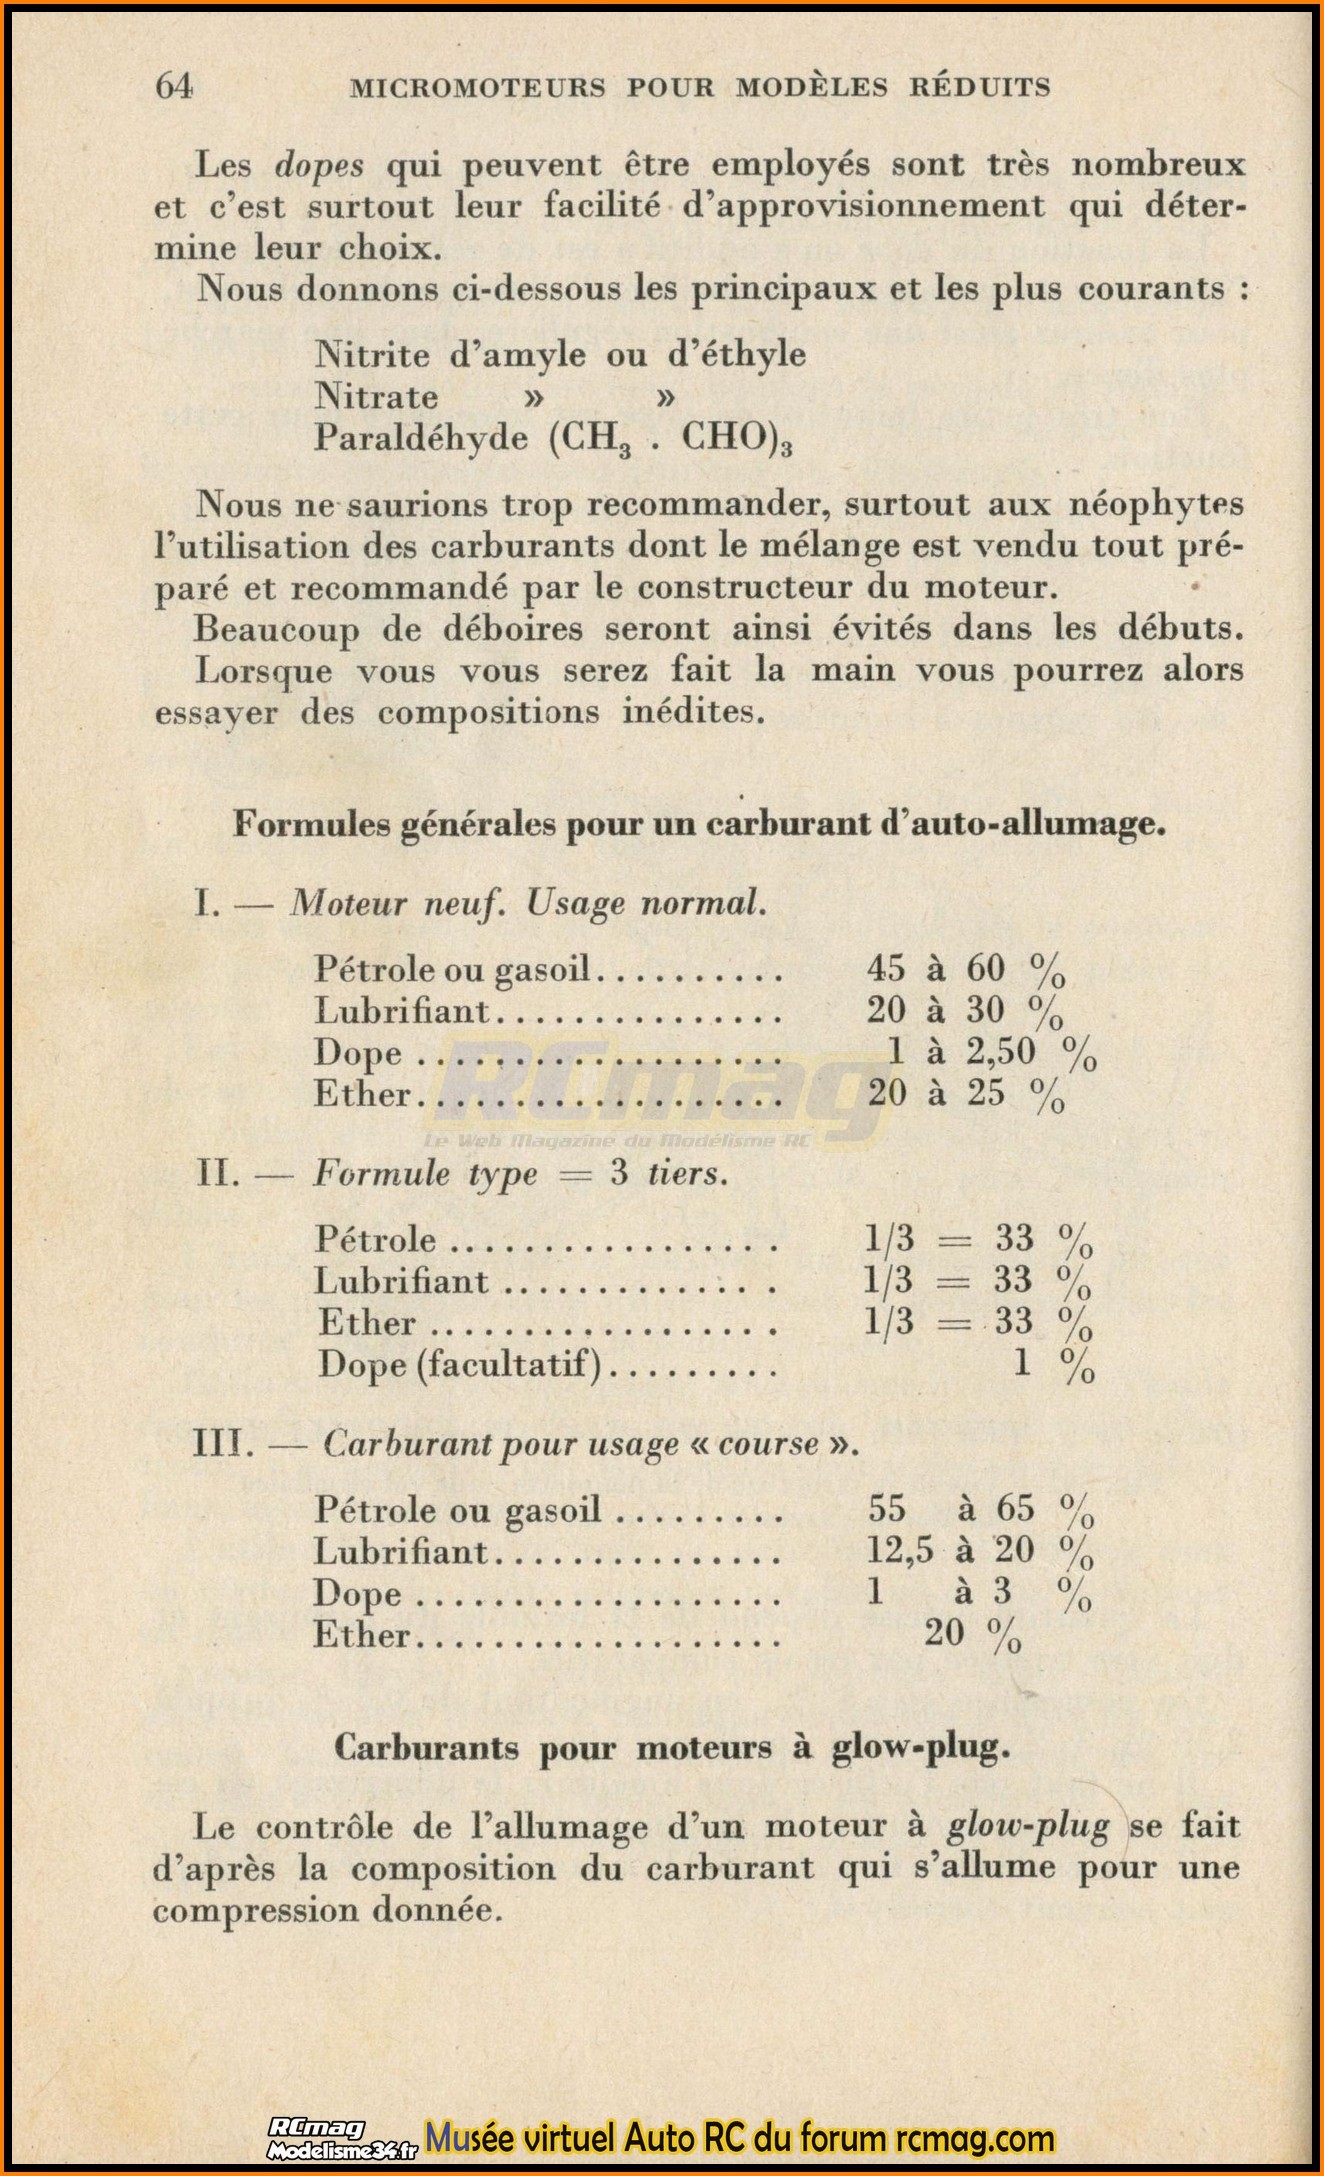 64 MICROMOTEURS POUR MODÈLES RÉDUITS
Les dopes qui peuvent être employés sont très nombreux
et c'est surtout leur facilité d'approvisionnement qui déter-
mine leur choix.
Nous donnons ci-dessous les principaux et les plus courants :
Nitrite d'amyle ou d'éthyle
Nitrate » »
Paraldéhyde (CH₃ . CHO)₃
Nous ne saurions trop recommander, surtout aux néophytes
l'utilisation des carburants dont le mélange est vendu tout pré-
paré et recommandé par le constructeur du moteur.
Beaucoup de déboires seront ainsi évités dans les débuts.
Lorsque vous vous serez fait la main vous pourrez alors
essayer des compositions inédites.
Formules générales pour un carburant d'auto-allumage.
I. — Moteur neuf. Usage normal.
Pétrole ou gasoil.......... 45 à 60 %
Lubrifiant............... 20 à 30 %
Dope ................... 1 à 2,50 %
Ether................... 20 à 25 %
RCmag
Le Web Magazine du Modélisme RC
II. — Formule type = 3 tiers.
Pétrole .................. 1/3 = 33 %
Lubrifiant ............... 1/3 = 33 %
Ether ................... 1/3 = 33 %
Dope (facultatif)......... 1 %
III. — Carburant pour usage « course ».
Pétrole ou gasoil ......... 55 à 65 %
Lubrifiant............... 12,5 à 20 %
Dope ................... 1 à 3 %
Ether................... 20 %
Carburants pour moteurs à glow-plug.
Le contrôle de l'allumage d'un moteur à glow-plug se fait
d'après la composition du carburant qui s'allume pour une
compression donnée.
RCmag
Modelisme34.fr Musée virtuel Auto RC du forum rcmag.com